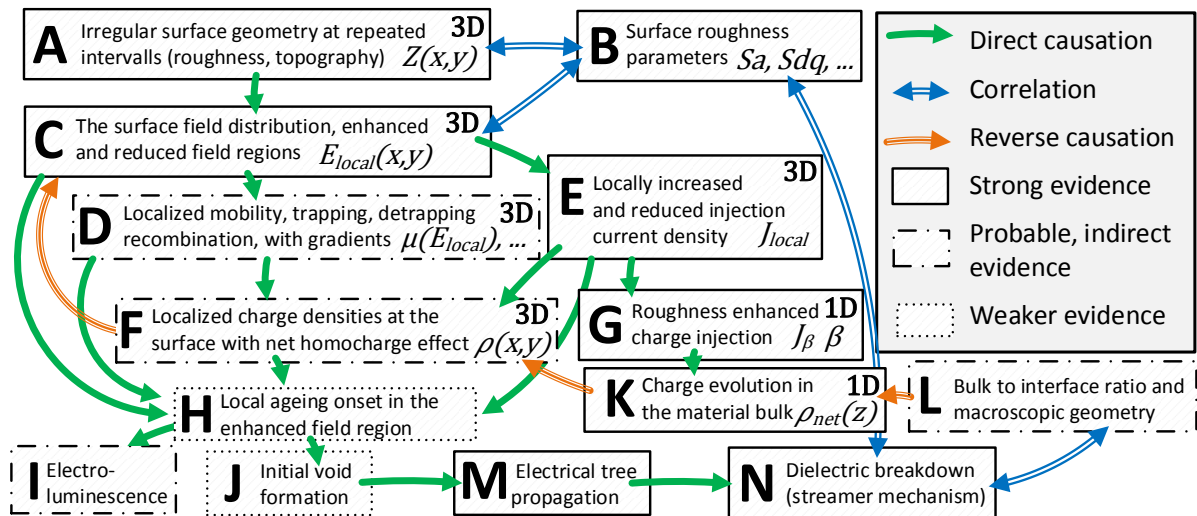 A Irregular surface geometry at repeated 3D
intervalls (roughness, topography) Z(x,y)
B Surface roughness
parameters Sa, Sdq, ...
C The surface field distribution, enhanced 3D
and reduced field regions E_local(x,y)
D Localized mobility, trapping, detrapping 3D
recombination, with gradients μ(E_local), ...
E Locally increased 3D
and reduced injection
current density J_local
F Localized charge densities at the 3D
surface with net homocharge effect ρ(x,y)
G Roughness enhanced 1D
charge injection J_β β
H Local ageing onset in the
enhanced field region
K Charge evolution in 1D
the material bulk ρ_net(z)
L Bulk to interface ratio and
macroscopic geometry
I Electro-
luminescence
J Initial void
formation
M Electrical tree
propagation
N Dielectric breakdown
(streamer mechanism)
Direct causation
Correlation
Reverse causation
Strong evidence
Probable, indirect
evidence
Weaker evidence